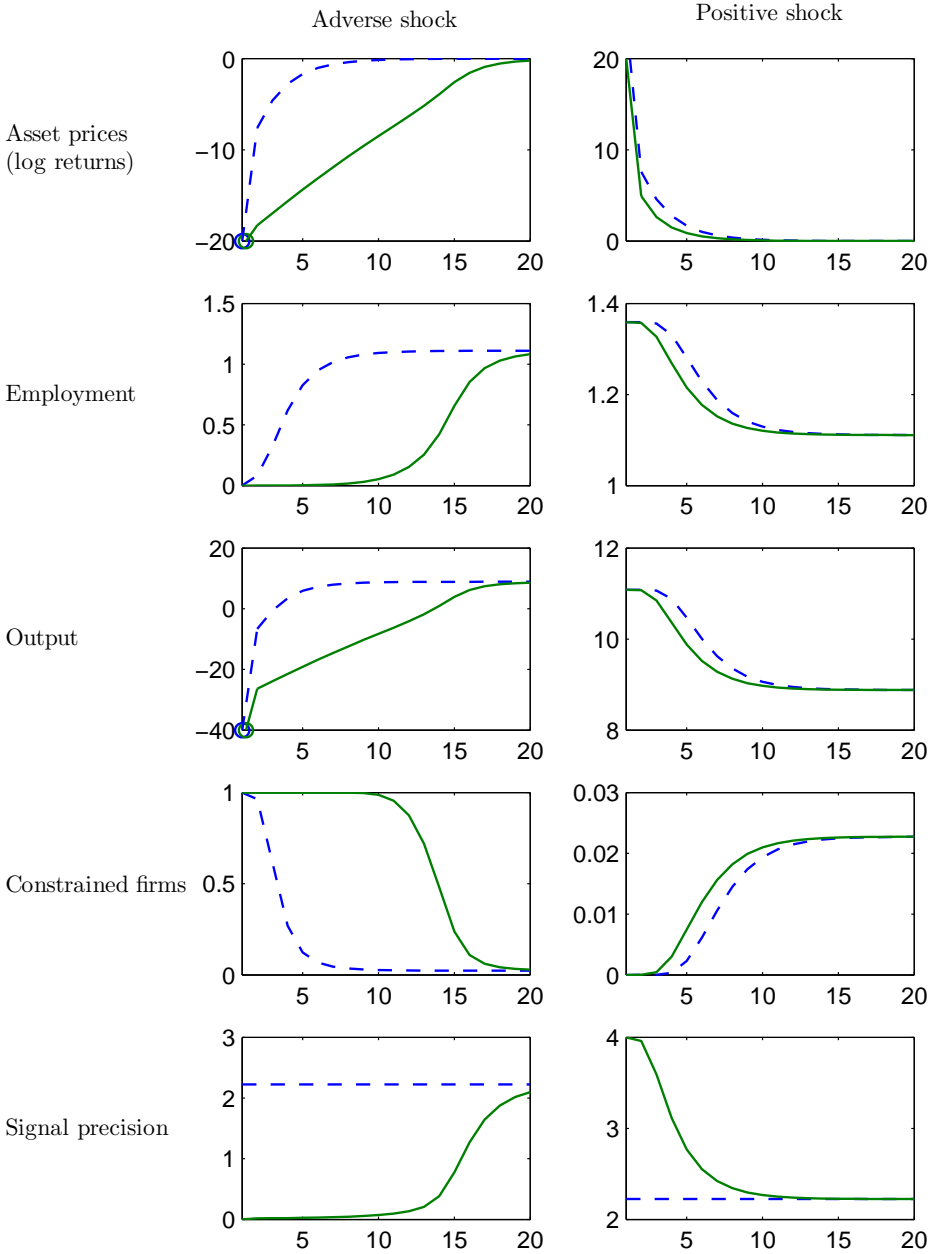 Adverse shock
Positive shock
Asset prices
(log returns)
0
−10
−20
5 10 15 20
20
10
0
5 10 15 20
Employment
1.5
1
0.5
0
5 10 15 20
1.4
1.2
1
5 10 15 20
Output
20
0
−20
−40
5 10 15 20
12
10
8
5 10 15 20
Constrained firms
1
0.5
0
5 10 15 20
0.03
0.02
0.01
0
5 10 15 20
Signal precision
3
2
1
0
5 10 15 20
4
3
2
5 10 15 20